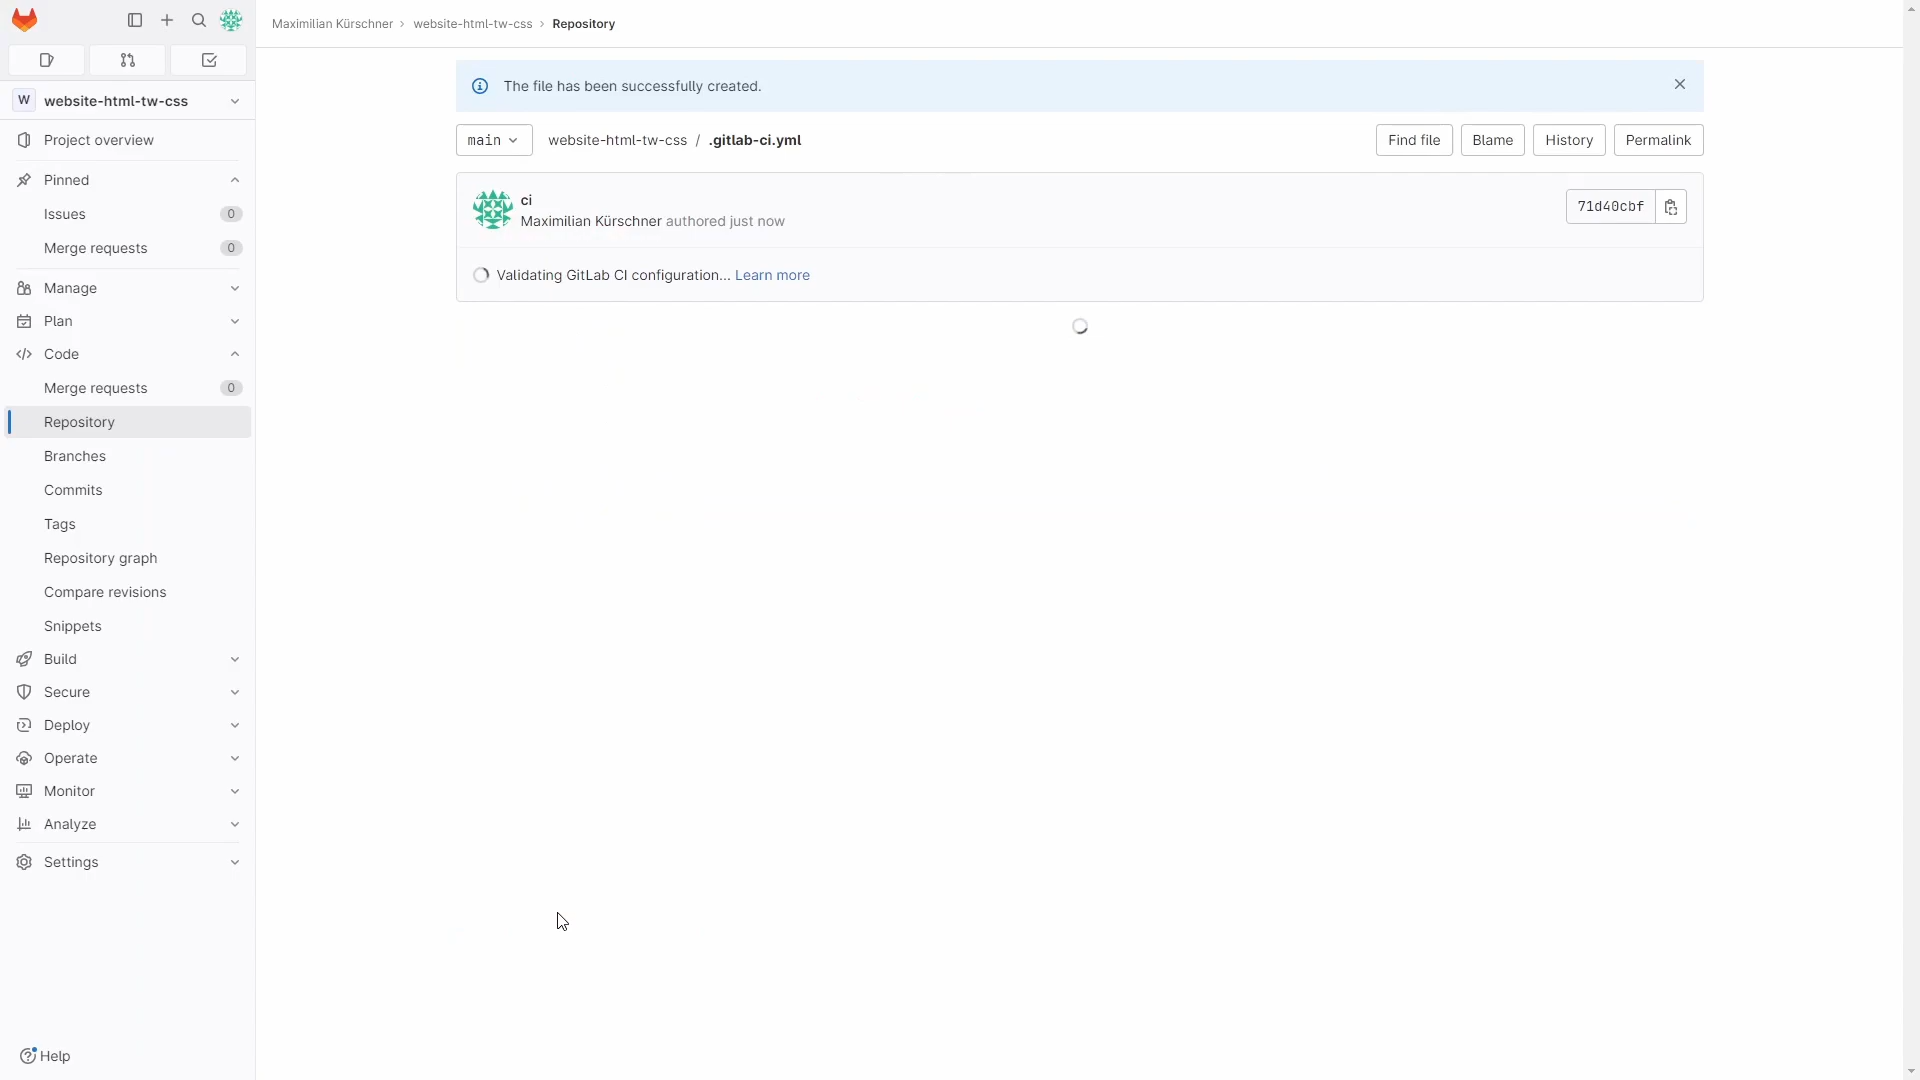 Maximilian Kürschner › website-html-tw-css › Repository
W website-html-tw-css
Project overview
Pinned
Issues 0
Merge requests 0
Manage
Plan
Code
Merge requests 0
Repository
Branches
Commits
Tags
Repository graph
Compare revisions
Snippets
Build
Secure
Deploy
Operate
Monitor
Analyze
Settings
Help
The file has been successfully created.
main website-html-tw-css / .gitlab-ci.yml Find file Blame History Permalink
ci
Maximilian Kürschner authored just now
71d40cbf
Validating GitLab CI configuration... Learn more